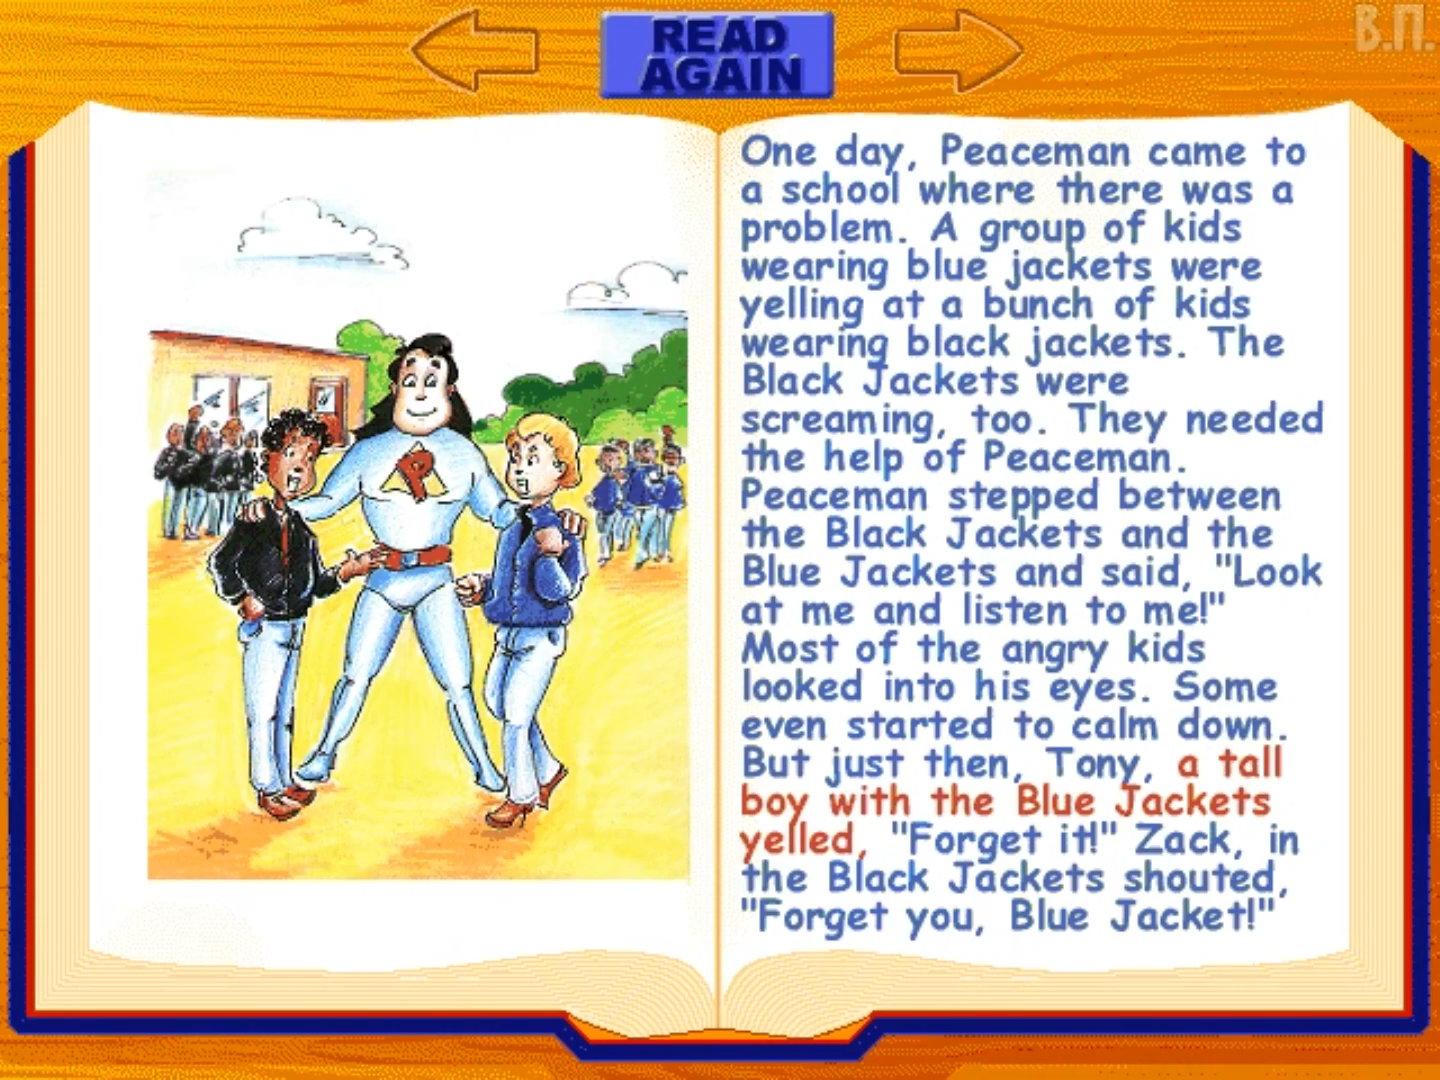 READ
AGAIN
В.П.
One day, Peaceman came to
a school where there was a
problem. A group of kids
wearing blue jackets were
yelling at a bunch of kids
wearing black jackets. The
Black Jackets were
screaming, too. They needed
the help of Peaceman.
Peaceman stepped between
the Black Jackets and the
Blue Jackets and said, "Look
at me and listen to me!"
Most of the angry kids
looked into his eyes. Some
even started to calm down.
But just then, Tony, a tall
boy with the Blue Jackets
yelled, "Forget it!" Zack, in
the Black Jackets shouted,
"Forget you, Blue Jacket!"
P